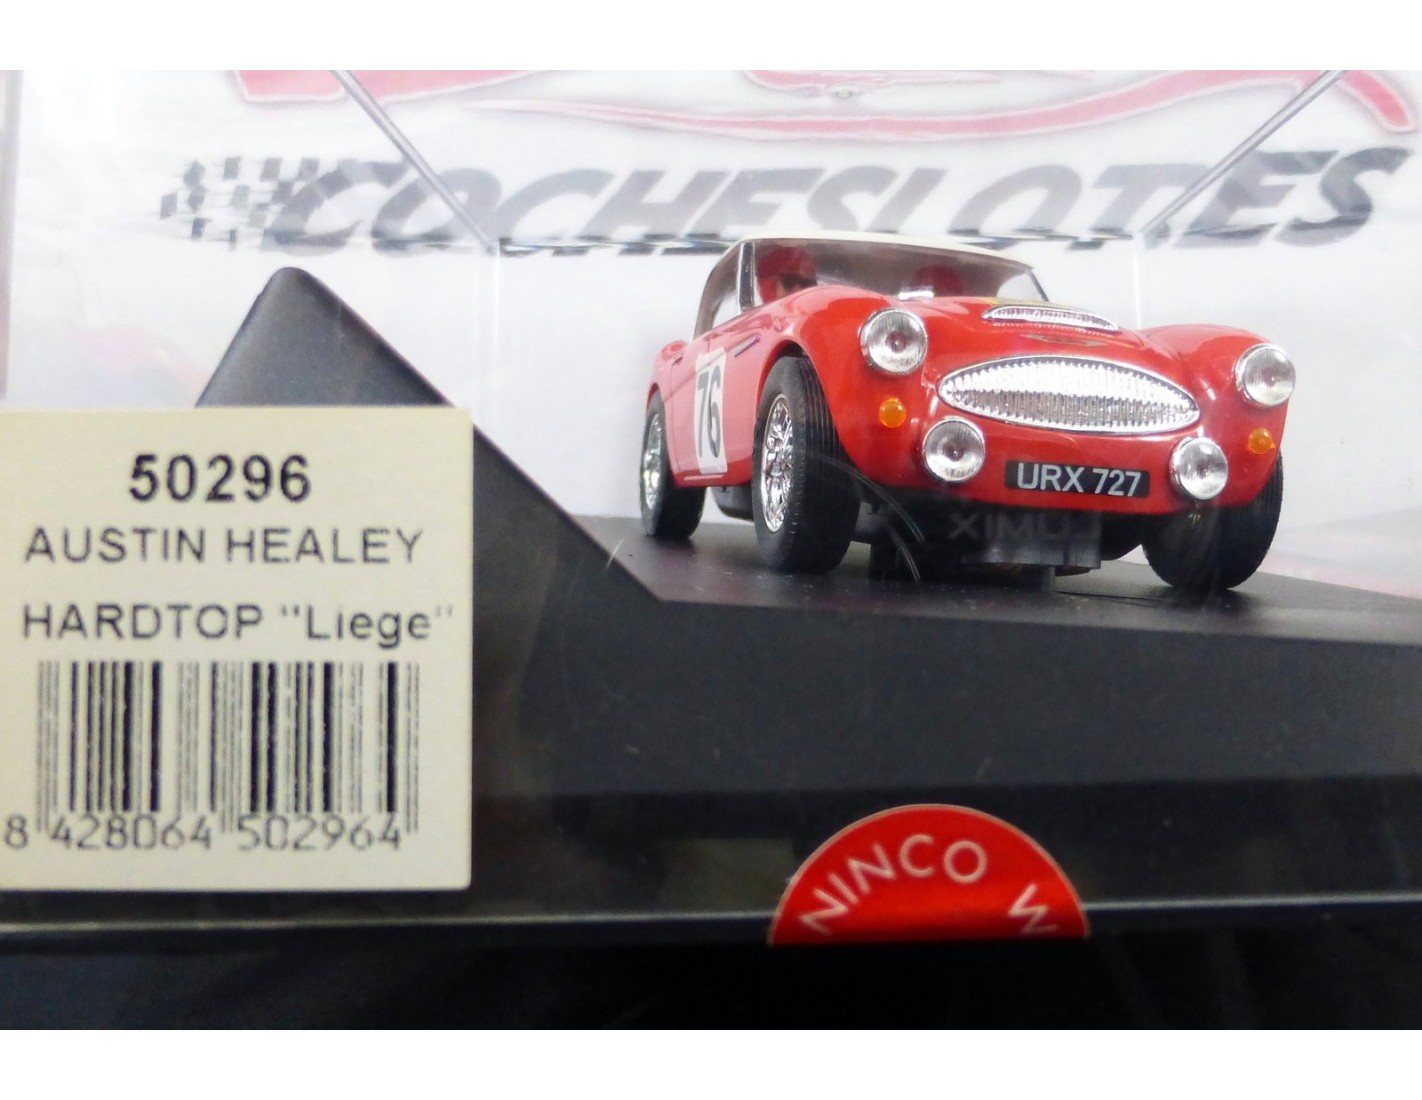 COCHESLOTES
76
URX 727
50296
AUSTIN HEALEY
HARDTOP "Liege"
8 428064 502964
NINCO